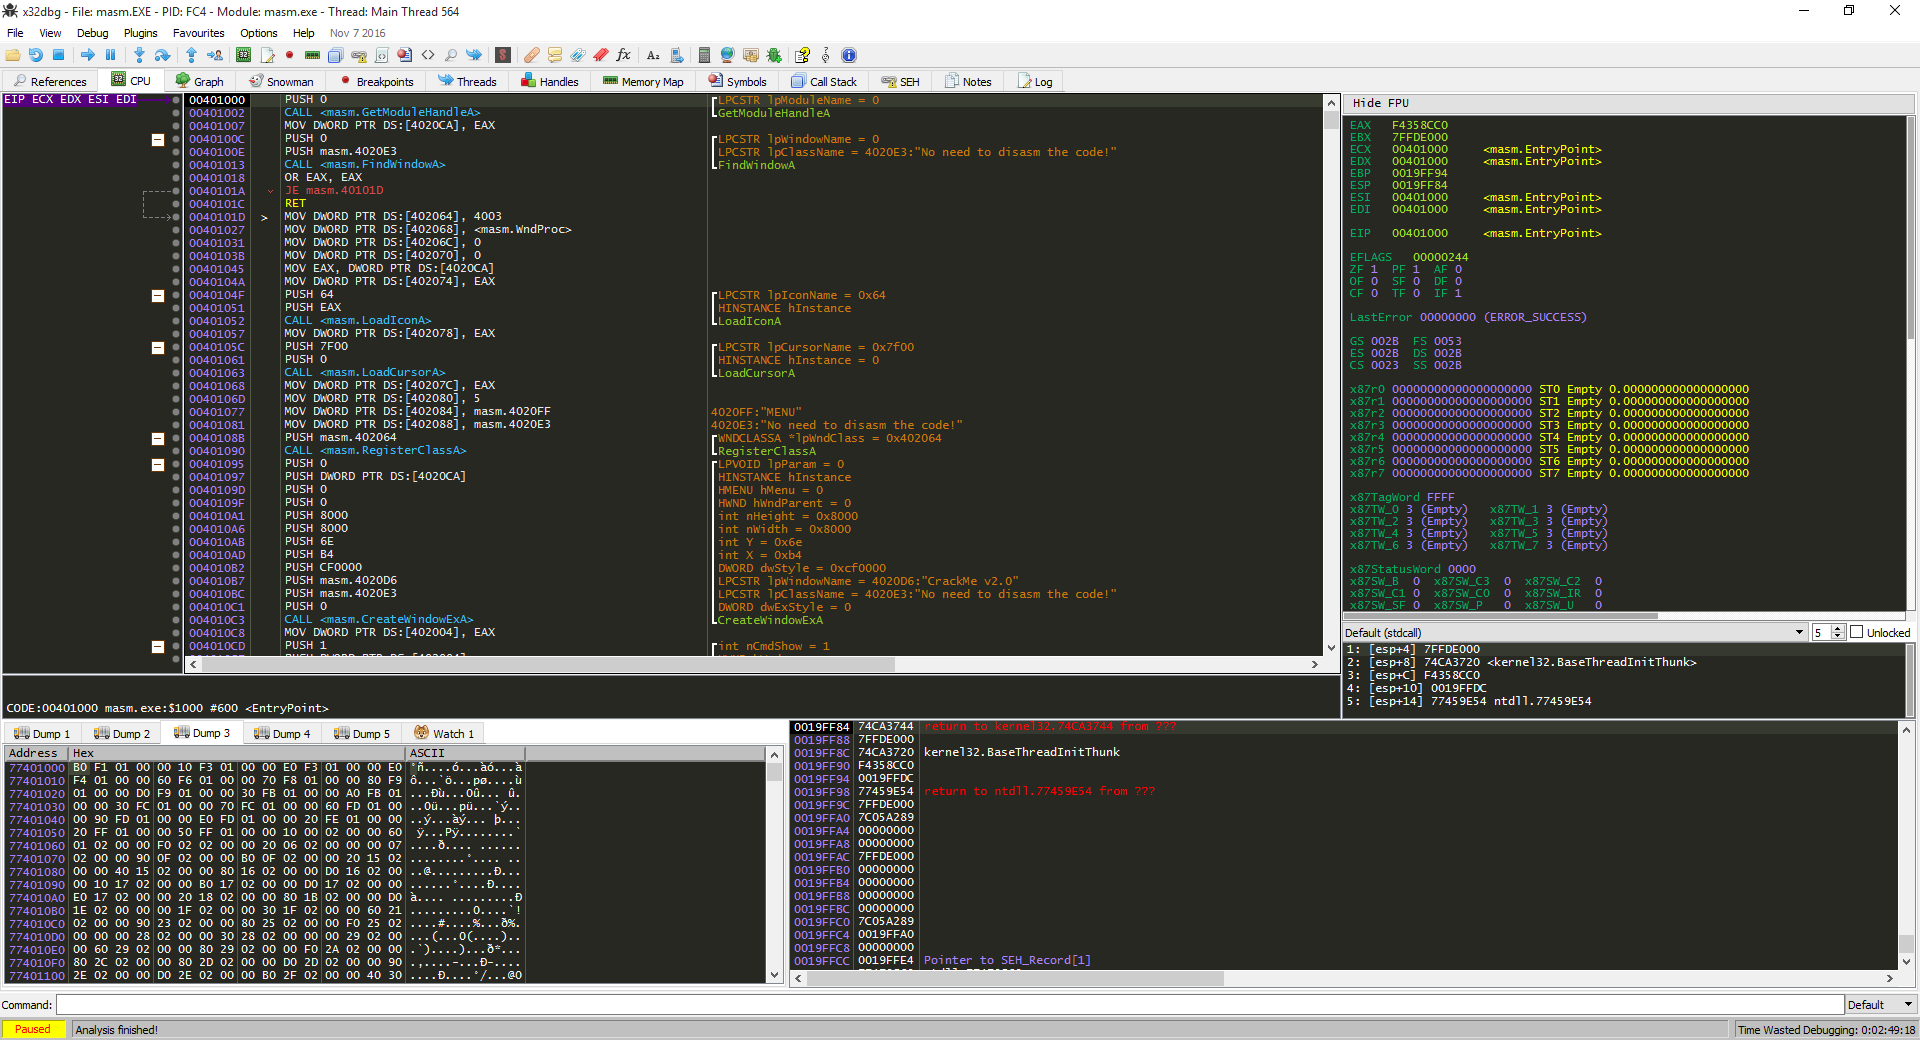 x32dbg - File: masm.EXE - PID: FC4 - Module: masm.exe - Thread: Main Thread 564
File View Debug Plugins Favourites Options Help Nov 7 2016
References CPU Graph Snowman Breakpoints Threads Handles Memory Map Symbols Call Stack SEH Notes Log
EIP ECX EDX ESI EDI
00401000 PUSH 0 LPCSTR lpModuleName = 0
00401002 CALL <masm.GetModuleHandleA> GetModuleHandleA
00401007 MOV DWORD PTR DS:[4020CA], EAX
0040100C PUSH 0 LPCSTR lpWindowName = 0
0040100E PUSH masm.4020E3 LPCSTR lpClassName = 4020E3:"No need to disasm the code!"
00401013 CALL <masm.FindWindowA> FindWindowA
00401018 OR EAX, EAX
0040101A JE masm.40101D
0040101C RET
0040101D > MOV DWORD PTR DS:[402064], 4003
00401027 MOV DWORD PTR DS:[402068], <masm.WndProc>
00401031 MOV DWORD PTR DS:[40206C], 0
0040103B MOV DWORD PTR DS:[402070], 0
00401045 MOV EAX, DWORD PTR DS:[4020CA]
0040104A MOV DWORD PTR DS:[402074], EAX
0040104F PUSH 64 LPCSTR lpIconName = 0x64
00401051 PUSH EAX HINSTANCE hInstance
00401052 CALL <masm.LoadIconA> LoadIconA
00401057 MOV DWORD PTR DS:[402078], EAX
0040105C PUSH 7F00 LPCSTR lpCursorName = 0x7f00
00401061 PUSH 0 HINSTANCE hInstance = 0
00401063 CALL <masm.LoadCursorA> LoadCursorA
00401068 MOV DWORD PTR DS:[40207C], EAX
0040106D MOV DWORD PTR DS:[402080], 5
00401077 MOV DWORD PTR DS:[402084], masm.4020FF 4020FF:"MENU"
00401081 MOV DWORD PTR DS:[402088], masm.4020E3 4020E3:"No need to disasm the code!"
0040108B PUSH masm.402064 WNDCLASSA *lpWndClass = 0x402064
00401090 CALL <masm.RegisterClassA> RegisterClassA
00401095 PUSH 0 LPVOID lpParam = 0
00401097 PUSH DWORD PTR DS:[4020CA] HINSTANCE hInstance
0040109D PUSH 0 HMENU hMenu = 0
0040109F PUSH 0 HWND hWndParent = 0
004010A1 PUSH 8000 int nHeight = 0x8000
004010A6 PUSH 8000 int nWidth = 0x8000
004010AB PUSH 6E int Y = 0x6e
004010AD PUSH B4 int X = 0xb4
004010B2 PUSH CF0000 DWORD dwStyle = 0xcf0000
004010B7 PUSH masm.4020D6 LPCSTR lpWindowName = 4020D6:"CrackMe v2.0"
004010BC PUSH masm.4020E3 LPCSTR lpClassName = 4020E3:"No need to disasm the code!"
004010C1 PUSH 0 DWORD dwExStyle = 0
004010C3 CALL <masm.CreateWindowExA> CreateWindowExA
004010C8 MOV DWORD PTR DS:[402004], EAX
004010CD PUSH 1 int nCmdShow = 1
CODE:00401000 masm.exe:$1000 #600 <EntryPoint>
Hide FPU
EAX F4358CC0
EBX 7FFDE000
ECX 00401000 <masm.EntryPoint>
EDX 00401000 <masm.EntryPoint>
EBP 0019FF94
ESP 0019FF84
ESI 00401000 <masm.EntryPoint>
EDI 00401000 <masm.EntryPoint>
EIP 00401000 <masm.EntryPoint>
EFLAGS 00000244
ZF 1 PF 1 AF 0
OF 0 SF 0 DF 0
CF 0 TF 0 IF 1
LastError 00000000 (ERROR_SUCCESS)
GS 002B FS 0053
ES 002B DS 002B
CS 0023 SS 002B
x87r0 00000000000000000000 ST0 Empty 0.000000000000000000
x87r1 00000000000000000000 ST1 Empty 0.000000000000000000
x87r2 00000000000000000000 ST2 Empty 0.000000000000000000
x87r3 00000000000000000000 ST3 Empty 0.000000000000000000
x87r4 00000000000000000000 ST4 Empty 0.000000000000000000
x87r5 00000000000000000000 ST5 Empty 0.000000000000000000
x87r6 00000000000000000000 ST6 Empty 0.000000000000000000
x87r7 00000000000000000000 ST7 Empty 0.000000000000000000
x87TagWord FFFF
x87TW_0 3 (Empty) x87TW_1 3 (Empty)
x87TW_2 3 (Empty) x87TW_3 3 (Empty)
x87TW_4 3 (Empty) x87TW_5 3 (Empty)
x87TW_6 3 (Empty) x87TW_7 3 (Empty)
x87StatusWord 0000
x87SW_B 0 x87SW_C3 0 x87SW_C2 0
x87SW_C1 0 x87SW_C0 0 x87SW_IR 0
x87SW_SF 0 x87SW_P 0 x87SW_U 0
Default (stdcall) 5 Unlocked
1: [esp+4] 7FFDE000
2: [esp+8] 74CA3720 <kernel32.BaseThreadInitThunk>
3: [esp+C] F4358CC0
4: [esp+10] 0019FFDC
5: [esp+14] 77459E54 ntdll.77459E54
Dump 1 Dump 2 Dump 3 Dump 4 Dump 5 Watch 1
Address Hex ASCII
77401000 B0 F1 01 00 00 10 F3 01 00 00 E0 F3 01 00 00 E0
77401010 F4 01 00 00 60 F6 01 00 00 70 F8 01 00 00 80 F9
77401020 01 00 00 D0 F9 01 00 00 30 FB 01 00 00 A0 FB 01
77401030 00 00 30 FC 01 00 00 70 FC 01 00 00 60 FD 01 00
77401040 00 90 FD 01 00 00 E0 FD 01 00 00 20 FE 01 00 00
77401050 20 FF 01 00 00 50 FF 01 00 00 10 00 02 00 00 60
77401060 01 02 00 00 F0 02 02 00 00 20 06 02 00 00 00 07
77401070 02 00 00 90 0F 02 00 00 B0 0F 02 00 00 20 15 02
77401080 00 00 40 15 02 00 00 80 16 02 00 00 D0 16 02 00
77401090 00 10 17 02 00 00 B0 17 02 00 00 D0 17 02 00 00
774010A0 E0 17 02 00 00 20 18 02 00 00 80 1B 02 00 00 D0
774010B0 1E 02 00 00 00 1F 02 00 00 30 1F 02 00 00 60 21
774010C0 02 00 00 90 23 02 00 00 80 25 02 00 00 F0 25 02
774010D0 00 00 00 28 02 00 00 30 28 02 00 00 00 29 02 00
774010E0 00 60 29 02 00 00 80 29 02 00 00 F0 2A 02 00 00
774010F0 80 2C 02 00 00 80 2D 02 00 00 D0 2D 02 00 00 90
77401100 2E 02 00 00 D0 2E 02 00 00 B0 2F 02 00 00 40 30
0019FF84 74CA3744 return to kernel32.74CA3744 from ???
0019FF88 7FFDE000
0019FF8C 74CA3720 kernel32.BaseThreadInitThunk
0019FF90 F4358CC0
0019FF94 0019FFDC
0019FF98 77459E54 return to ntdll.77459E54 from ???
0019FF9C 7FFDE000
0019FFA0 7C05A289
0019FFA4 00000000
0019FFA8 00000000
0019FFAC 7FFDE000
0019FFB0 00000000
0019FFB4 00000000
0019FFB8 00000000
0019FFBC 00000000
0019FFC0 7C05A289
0019FFC4 0019FFA0
0019FFC8 00000000
0019FFCC 0019FFE4 Pointer to SEH_Record[1]
Command: Default
Paused Analysis finished! Time Wasted Debugging: 0:02:49:18